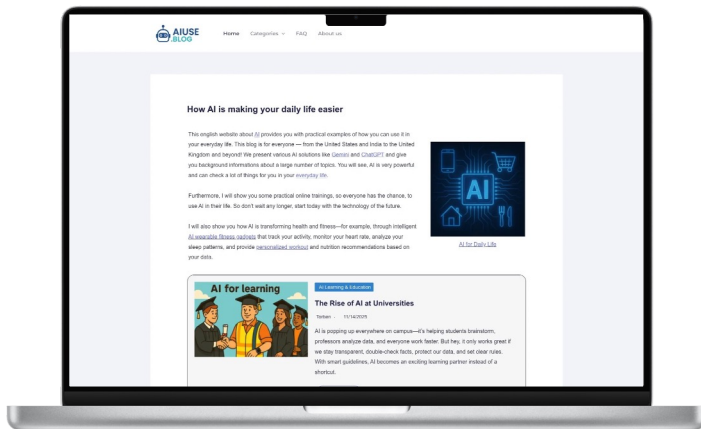 AIUSE
.BLOG
Home Categories FAQ About us
How AI is making your daily life easier
This english website about AI provides you with practical examples of how you can use it in
your everyday life. This blog is for everyone — from the United States and India to the United
Kingdom and beyond! We present various AI solutions like Gemini and ChatGPT and give
you background informations about a large number of topics. You will see, AI is very powerful
and can check a lot of things for you in your everyday life.
Furthermore, I will show you some practical online trainings, so everyone has the chance, to
use AI in their life. So don't wait any longer, start today with the technology of the future.
I will also show you how AI is transforming health and fitness—for example, through intelligent
AI wearable fitness gadgets that track your activity, monitor your heart rate, analyze your
sleep patterns, and provide personalized workout and nutrition recommendations based on
your data.
AI
AI for Daily Life
AI for learning
AI Learning & Education
The Rise of AI at Universities
11/14/2025
AI is popping up everywhere on campus—it's helping students brainstorm,
professors analyze data, and everyone work faster. But hey, it only works great if
we stay transparent, double-check facts, protect our data, and set clear rules.
With smart guidelines, AI becomes an exciting learning partner instead of a
shortcut.